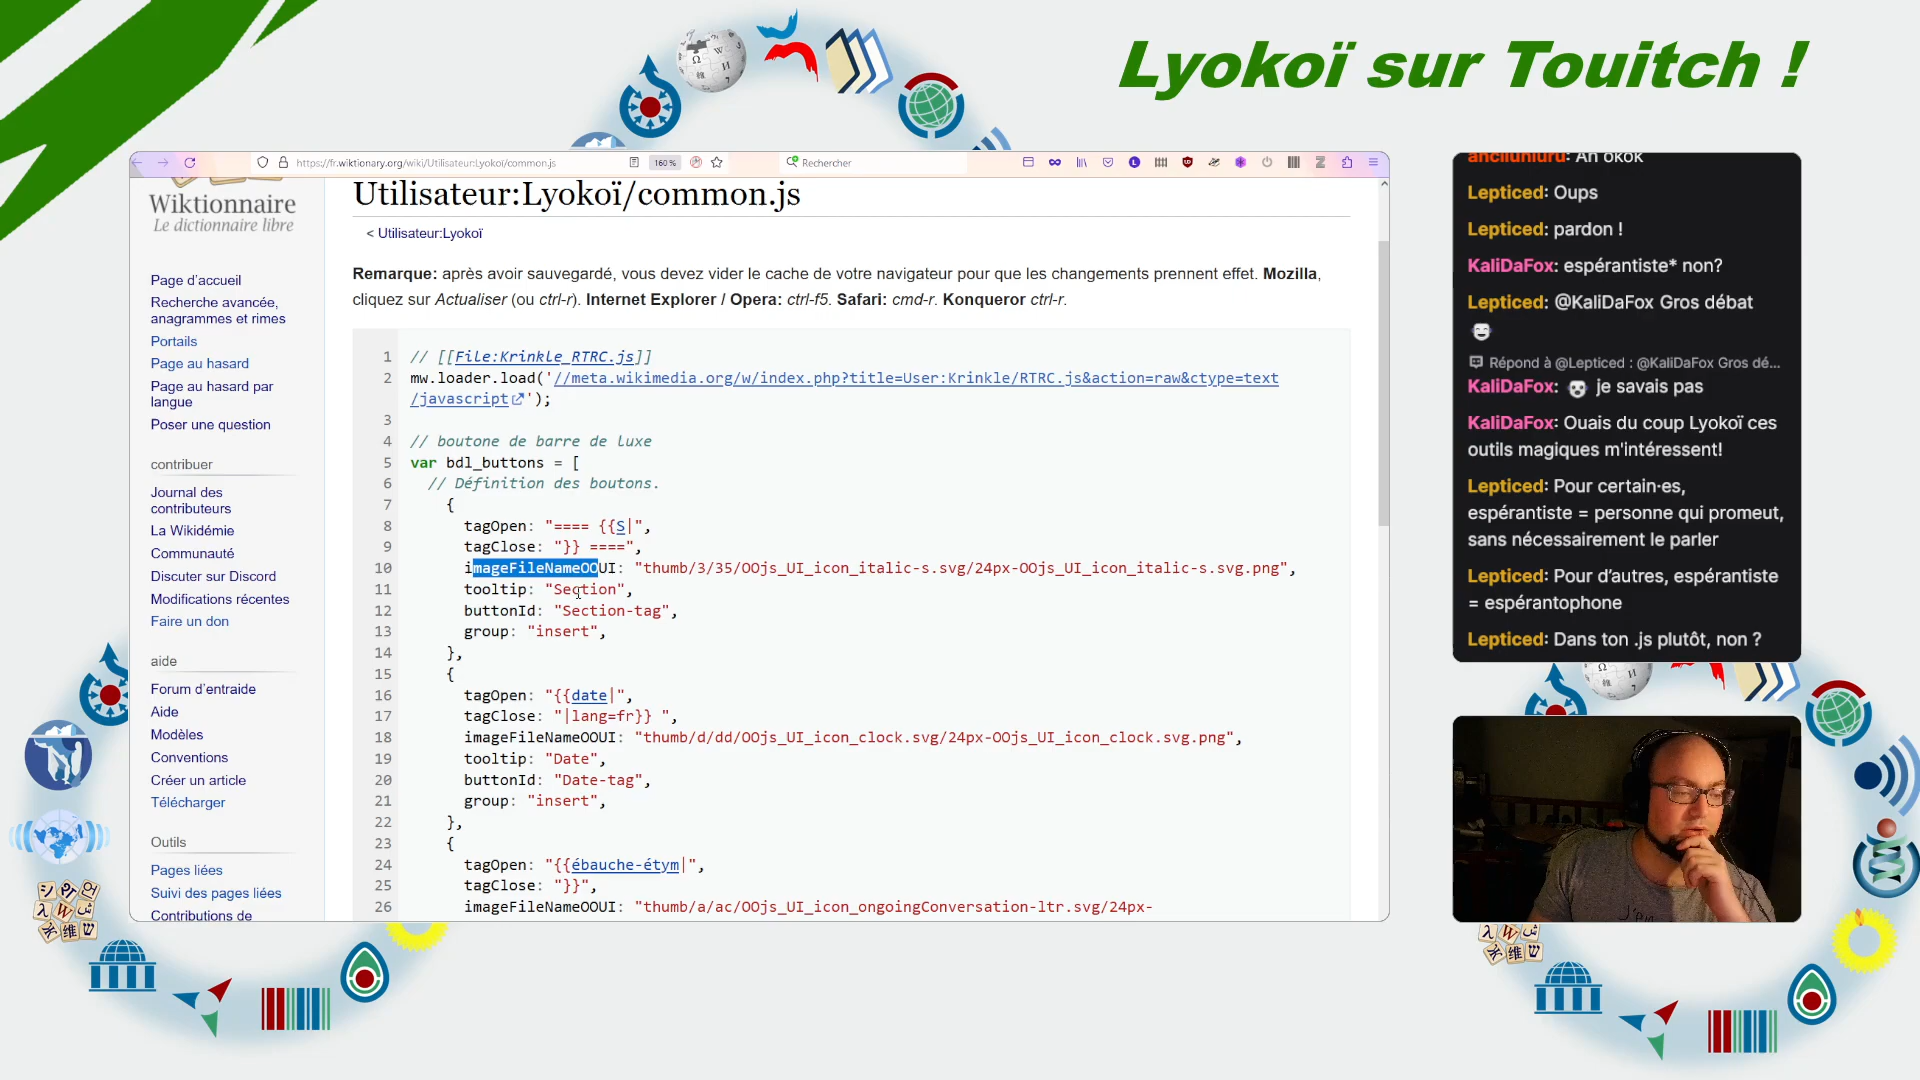 Lyokoï sur Touitch !
https://fr.wiktionary.org/wiki/Utilisateur:Lyokoï/common.js
160 %
Rechercher
Wiktionnaire
Le dictionnaire libre
Page d’accueil
Recherche avancée,
anagrammes et rimes
Portails
Page au hasard
Page au hasard par
langue
Poser une question
contribuer
Journal des
contributeurs
La Wikidémie
Communauté
Discuter sur Discord
Modifications récentes
Faire un don
aide
Forum d’entraide
Aide
Modèles
Conventions
Créer un article
Télécharger
Outils
Pages liées
Suivi des pages liées
Contributions de
Utilisateur:Lyokoï/common.js
< Utilisateur:Lyokoï
Remarque: après avoir sauvegardé, vous devez vider le cache de votre navigateur pour que les changements prennent effet. Mozilla,
cliquez sur Actualiser (ou ctrl-r). Internet Explorer / Opera: ctrl-f5. Safari: cmd-r. Konqueror ctrl-r.
1 // [[File:Krinkle_RTRC.js]]
2 mw.loader.load('//meta.wikimedia.org/w/index.php?title=User:Krinkle/RTRC.js&action=raw&ctype=text
/javascript');
3
4 // boutone de barre de luxe
5 var bdl_buttons = [
6 // Définition des boutons.
7 {
8 tagOpen: "==== {{S|",
9 tagClose: "}} ====",
10 imageFileNameOOUI: "thumb/3/35/OOjs_UI_icon_italic-s.svg/24px-OOjs_UI_icon_italic-s.svg.png",
11 tooltip: "Section",
12 buttonId: "Section-tag",
13 group: "insert",
14 },
15 {
16 tagOpen: "{{date|",
17 tagClose: "|lang=fr}} ",
18 imageFileNameOOUI: "thumb/d/dd/OOjs_UI_icon_clock.svg/24px-OOjs_UI_icon_clock.svg.png",
19 tooltip: "Date",
20 buttonId: "Date-tag",
21 group: "insert",
22 },
23 {
24 tagOpen: "{{ébauche-étym|",
25 tagClose: "}}",
26 imageFileNameOOUI: "thumb/a/ac/OOjs_UI_icon_ongoingConversation-ltr.svg/24px-
: An okok
Lepticed: Oups
Lepticed: pardon !
KaliDaFox: espérantiste* non?
Lepticed: @KaliDaFox Gros débat
Répond à @Lepticed : @KaliDaFox Gros dé...
KaliDaFox: je savais pas
KaliDaFox: Ouais du coup Lyokoï ces
outils magiques m'intéressent!
Lepticed: Pour certain·es,
espérantiste = personne qui promeut,
sans nécessairement le parler
Lepticed: Pour d’autres, espérantiste
= espérantophone
Lepticed: Dans ton .js plutôt, non ?